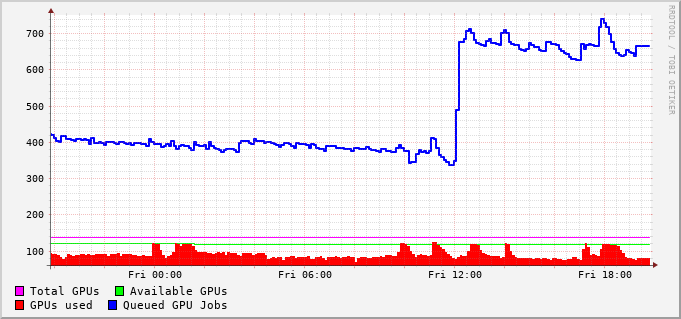 RRDTOOL / TOBI OETIKER
700
600
500
400
300
200
100
Fri 00:00 Fri 06:00 Fri 12:00 Fri 18:00
Total GPUs Available GPUs
GPUs used Queued GPU Jobs